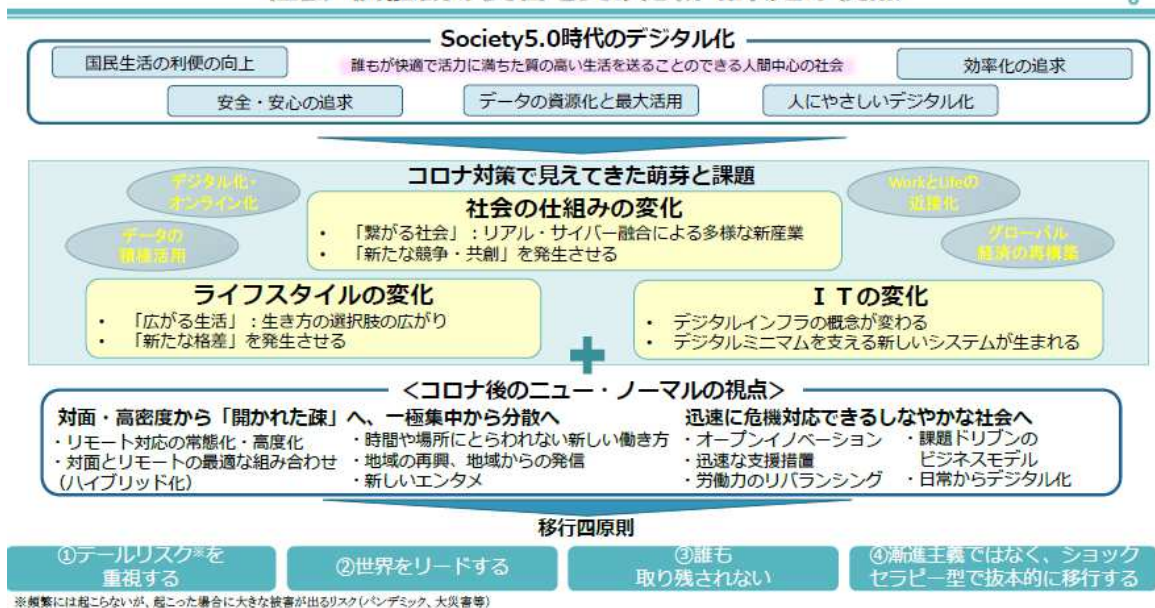 Society5.0時代のデジタル化
国民生活の利便の向上
誰もが快適で活力に満ちた質の高い生活を送ることのできる人間中心の社会
効率化の追求
安全・安心の追求
データの資源化と最大活用
人にやさしいデジタル化
コロナ対策で見えてきた萌芽と課題
デジタル化・
オンライン化
WorkとLifeの
近接化
データの
積極活用
グローバル
経済の再構築
社会の仕組みの変化
・ 「繋がる社会」：リアル・サイバー融合による多様な新産業
・ 「新たな競争・共創」を発生させる
ライフスタイルの変化
・ 「広がる生活」：生き方の選択肢の広がり
・ 「新たな格差」を発生させる
ＩＴの変化
・ デジタルインフラの概念が変わる
・ デジタルミニマムを支える新しいシステムが生まれる
＜コロナ後のニュー・ノーマルの視点＞
対面・高密度から「開かれた疎」へ、一極集中から分散へ
・リモート対応の常態化・高度化
・対面とリモートの最適な組み合わせ
（ハイブリッド化）
・時間や場所にとらわれない新しい働き方
・地域の再興、地域からの発信
・新しいエンタメ
迅速に危機対応できるしなやかな社会へ
・オープンイノベーション
・迅速な支援措置
・労働力のリバランシング
・課題ドリブンの
ビジネスモデル
・日常からデジタル化
移行四原則
①テールリスク※を
重視する
②世界をリードする
③誰も
取り残されない
④漸進主義ではなく、ショック
セラピー型で抜本的に移行する
※頻繁には起こらないが、起こった場合に大きな被害が出るリスク（パンデミック、大災害等）